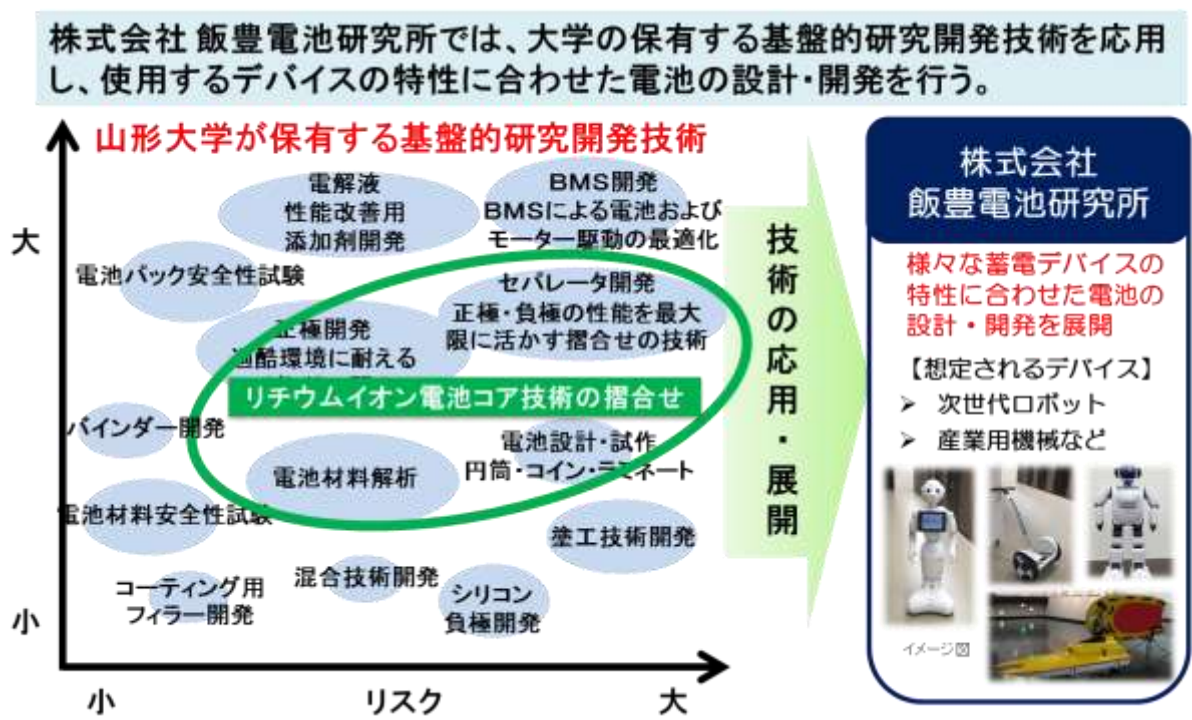 株式会社 飯豊電池研究所では、大学の保有する基盤的研究開発技術を応用
し、使用するデバイスの特性に合わせた電池の設計・開発を行う。
山形大学が保有する基盤的研究開発技術
大
小
小
リスク
大
電解液
性能改善用
添加剤開発
BMS開発
BMSによる電池および
モーター駆動の最適化
電池パック安全性試験
セパレータ開発
正極・負極の性能を最大
限に活かす摺合せの技術
正極開発
過酷環境に耐える
リチウムイオン電池コア技術の摺合せ
バインダー開発
電池設計・試作
円筒・コイン・ラミネート
電池材料解析
電池材料安全性試験
塗工技術開発
コーティング用
フィラー開発
混合技術開発
シリコン
負極開発
技術の応用・展開
株式会社
飯豊電池研究所
様々な蓄電デバイスの
特性に合わせた電池の
設計・開発を展開
【想定されるデバイス】
➢ 次世代ロボット
➢ 産業用機械など
イメージ図